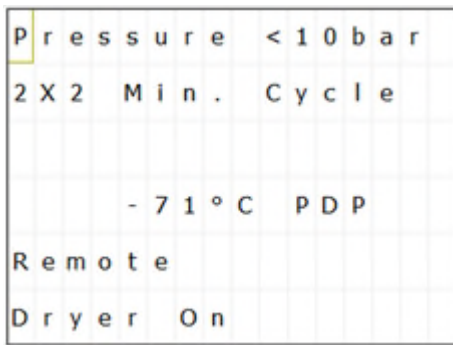 Pressure <10bar
2X2 Min. Cycle
-71°C PDP
Remote
Dryer On